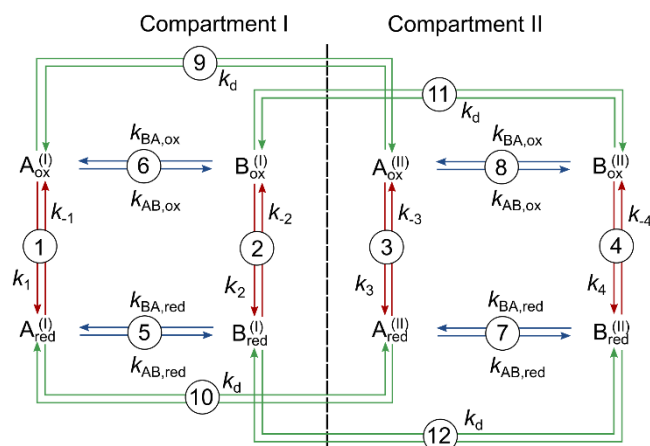 Compartment I Compartment II
9
k_d
11
k_d
k_BA,ox k_BA,ox
A_ox^(I) 6 B_ox^(I) A_ox^(II) 8 B_ox^(II)
k_AB,ox k_AB,ox
k_-1 k_-2 k_-3 k_-4
1 2 3 4
k_1 k_2 k_3 k_4
k_BA,red k_BA,red
A_red^(I) 5 B_red^(I) A_red^(II) 7 B_red^(II)
k_AB,red k_AB,red
10 k_d
12 k_d